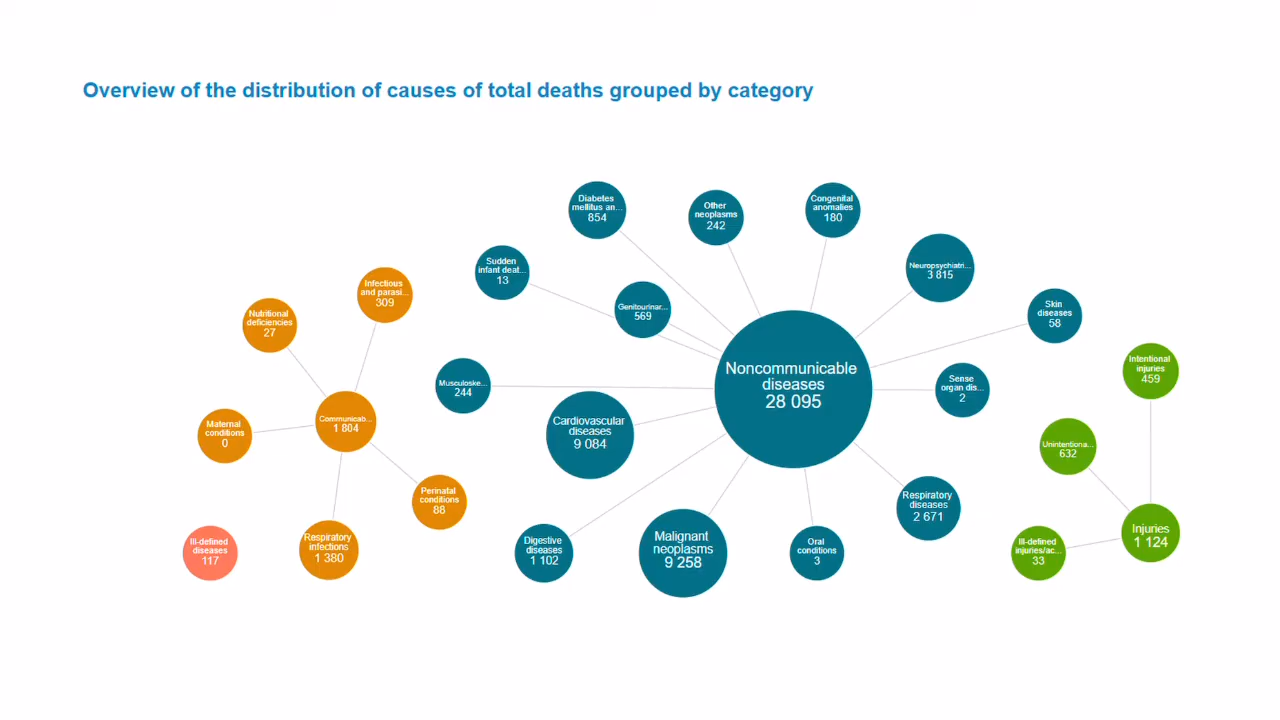 Overview of the distribution of causes of total deaths grouped by category
Diabetes
mellitus an...
854
Other
neoplasms
242
Congenital
anomalies
180
Sudden
infant deat...
13
Neuropsychiatri...
3 815
Infectious
and parasi...
309
Genitourinar...
569
Skin
diseases
58
Nutritional
deficiencies
27
Noncommunicable
diseases
28 095
Intentional
injuries
459
Musculoske...
244
Sense
organ dis...
2
Communicab...
1 804
Cardiovascular
diseases
9 084
Maternal
conditions
0
Unintentiona...
632
Perinatal
conditions
88
Respiratory
diseases
2 671
Ill-defined
diseases
117
Respiratory
infections
1 380
Digestive
diseases
1 102
Malignant
neoplasms
9 258
Oral
conditions
3
Ill-defined
injuries/ac...
33
Injuries
1 124